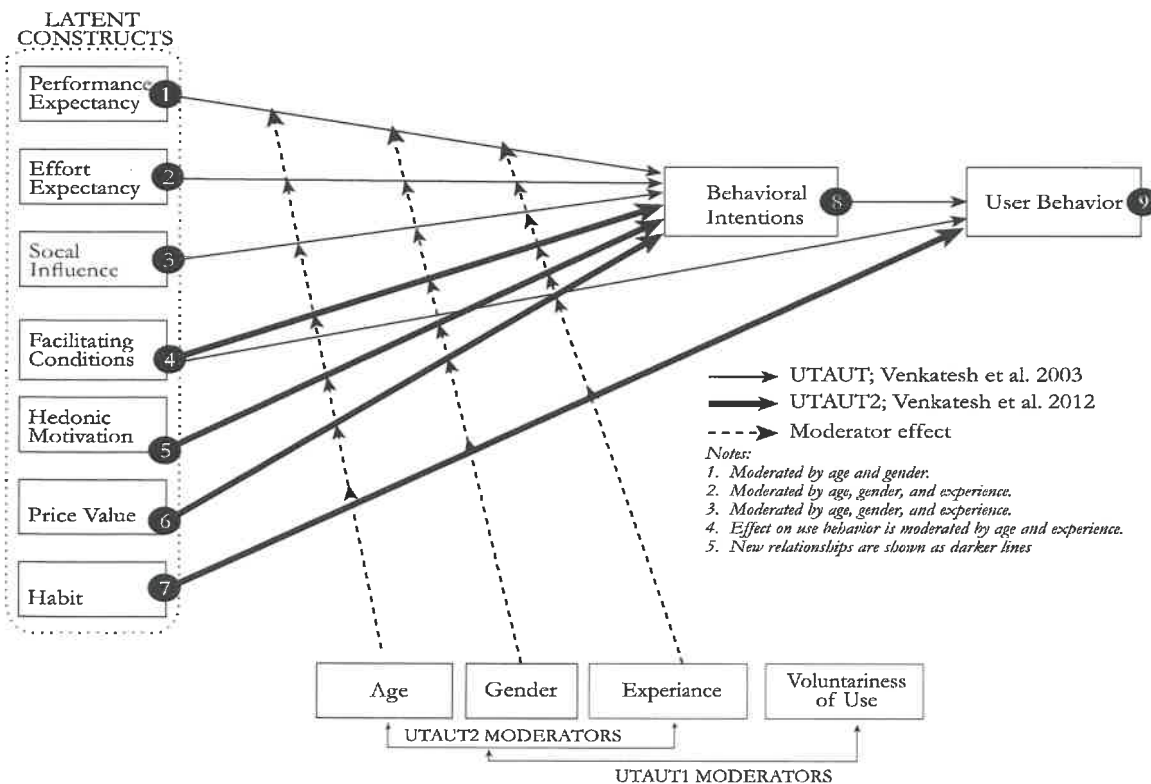 LATENT
CONSTRUCTS
Performance
Expectancy
1
Effort
Expectancy
2
Socal
Influence
3
Facilitating
Conditions
4
Hedonic
Motivation
5
Price Value
6
Habit
7
Behavioral
Intentions
8
User Behavior
9
UTAUT; Venkatesh et al. 2003
UTAUT2; Venkatesh et al. 2012
Moderator effect
Notes:
1. Moderated by age and gender.
2. Moderated by age, gender, and experience.
3. Moderated by age, gender, and experience.
4. Effect on use behavior is moderated by age and experience.
5. New relationships are shown as darker lines
Age
Gender
Experiance
Voluntariness
of Use
UTAUT2 MODERATORS
UTAUT1 MODERATORS